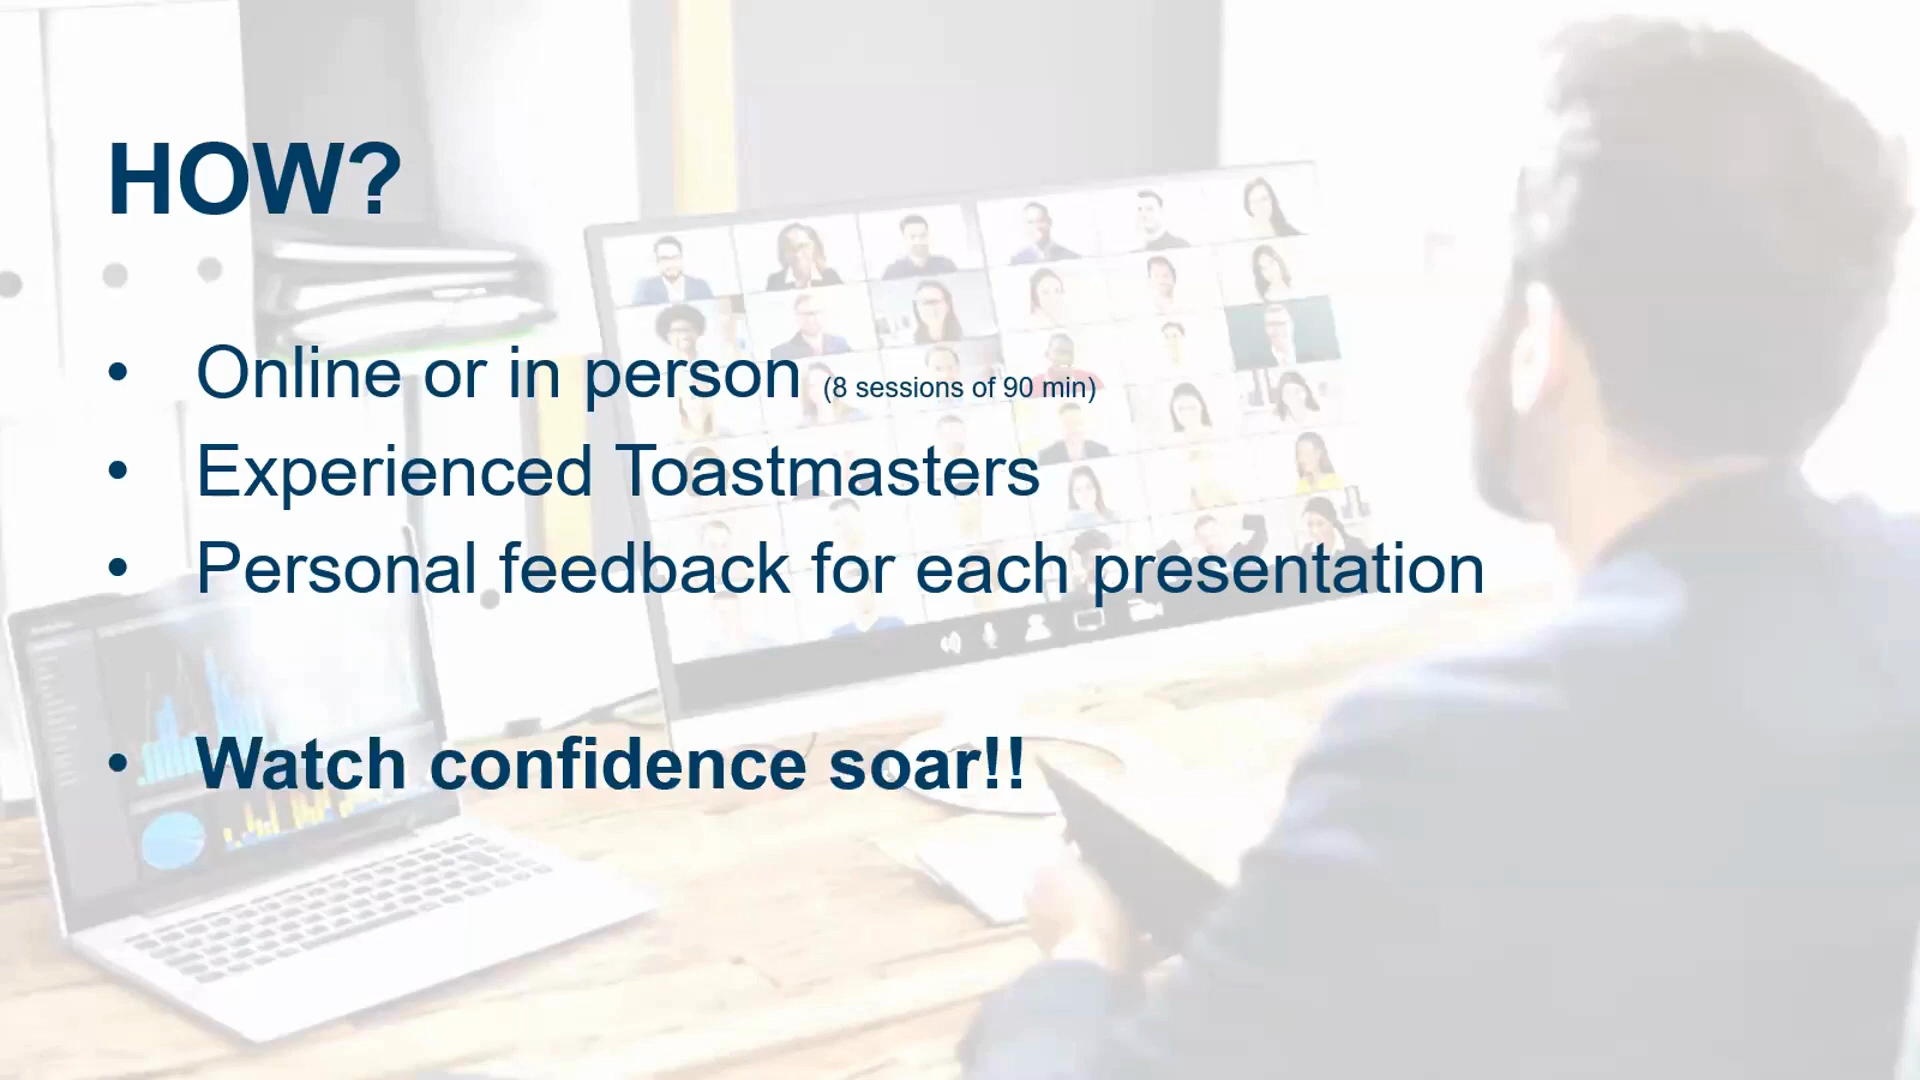 HOW?
• Online or in person (8 sessions of 90 min)
• Experienced Toastmasters
• Personal feedback for each presentation
• Watch confidence soar!!